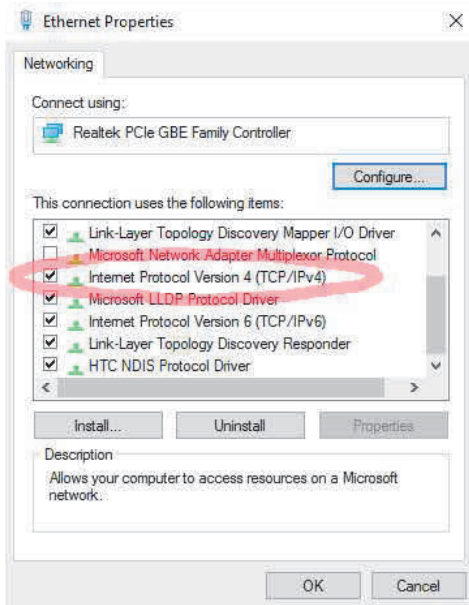 Ethernet Properties
Networking
Connect using:
Realtek PCIe GBE Family Controller
Configure...
This connection uses the following items:
Link-Layer Topology Discovery Mapper I/O Driver
Microsoft Network Adapter Multiplexor Protocol
Internet Protocol Version 4 (TCP/IPv4)
Microsoft LLDP Protocol Driver
Internet Protocol Version 6 (TCP/IPv6)
Link-Layer Topology Discovery Responder
HTC NDIS Protocol Driver
Install... Uninstall Properties
Description
Allows your computer to access resources on a Microsoft
network.
OK Cancel